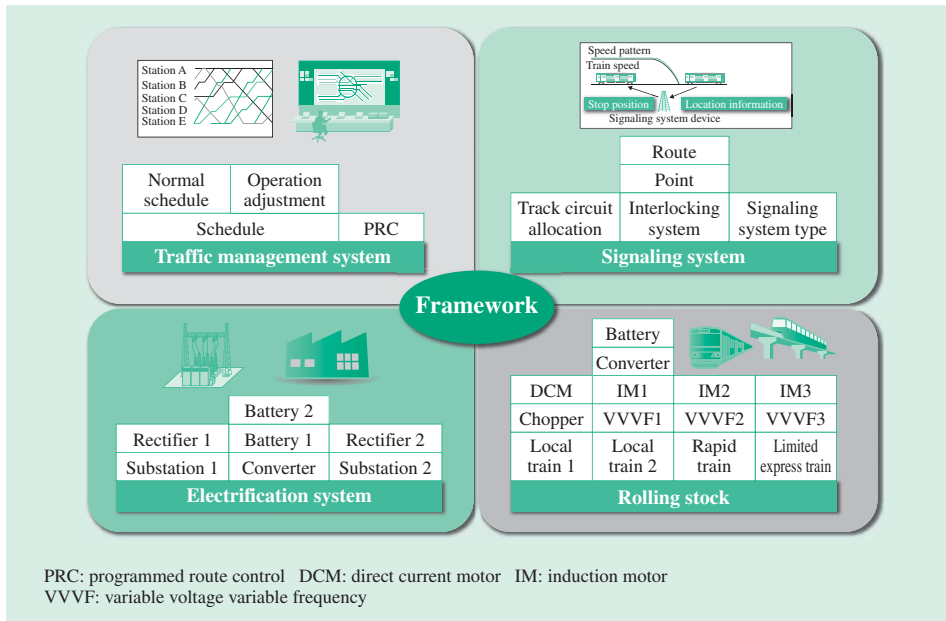 Station A
Station B
Station C
Station D
Station E
Normal
schedule
Operation
adjustment
Schedule
PRC
Traffic management system
Speed pattern
Train speed
Stop position
Location information
Signaling system device
Route
Point
Track circuit
allocation
Interlocking
system
Signaling
system type
Signaling system
Framework
Battery 2
Rectifier 1
Battery 1
Rectifier 2
Substation 1
Converter
Substation 2
Electrification system
Battery
Converter
DCM
IM1
IM2
IM3
Chopper
VVVF1
VVVF2
VVVF3
Local
train 1
Local
train 2
Rapid
train
Limited
express train
Rolling stock
PRC: programmed route control DCM: direct current motor IM: induction motor
VVVF: variable voltage variable frequency